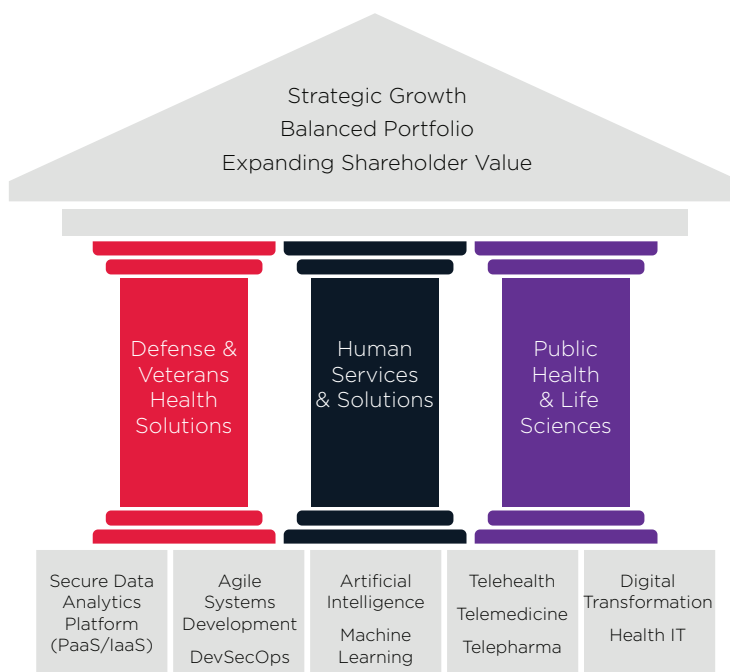 Strategic Growth
Balanced Portfolio
Expanding Shareholder Value
Defense &
Veterans
Health
Solutions
Human
Services
& Solutions
Public
Health
& Life
Sciences
Secure Data
Analytics
Platform
(PaaS/IaaS)
Agile
Systems
Development
DevSecOps
Artificial
Intelligence
Machine
Learning
Telehealth
Telemedicine
Telepharma
Digital
Transformation
Health IT